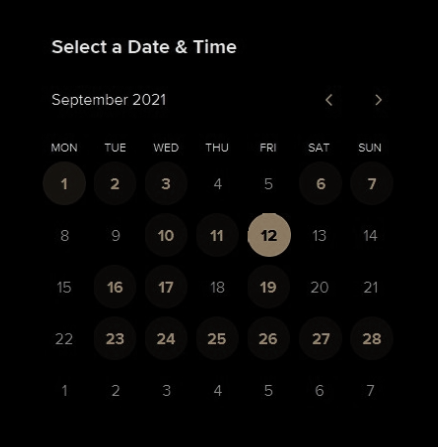 Select a Date & Time
September 2021
MON TUE WED THU FRI SAT SUN
1 2 3 4 5 6 7
8 9 10 11 12 13 14
15 16 17 18 19 20 21
22 23 24 25 26 27 28
1 2 3 4 5 6 7